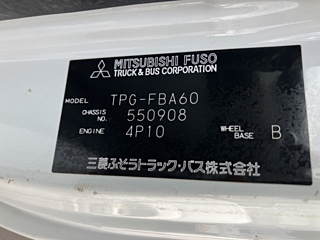 MITSUBISHI FUSO
TRUCK & BUS CORPORATION
MODEL TPG-FBA60
CHASSIS NO. 550908
ENGINE 4P10 WHEEL BASE B
三菱ふそうトラック・バス株式会社